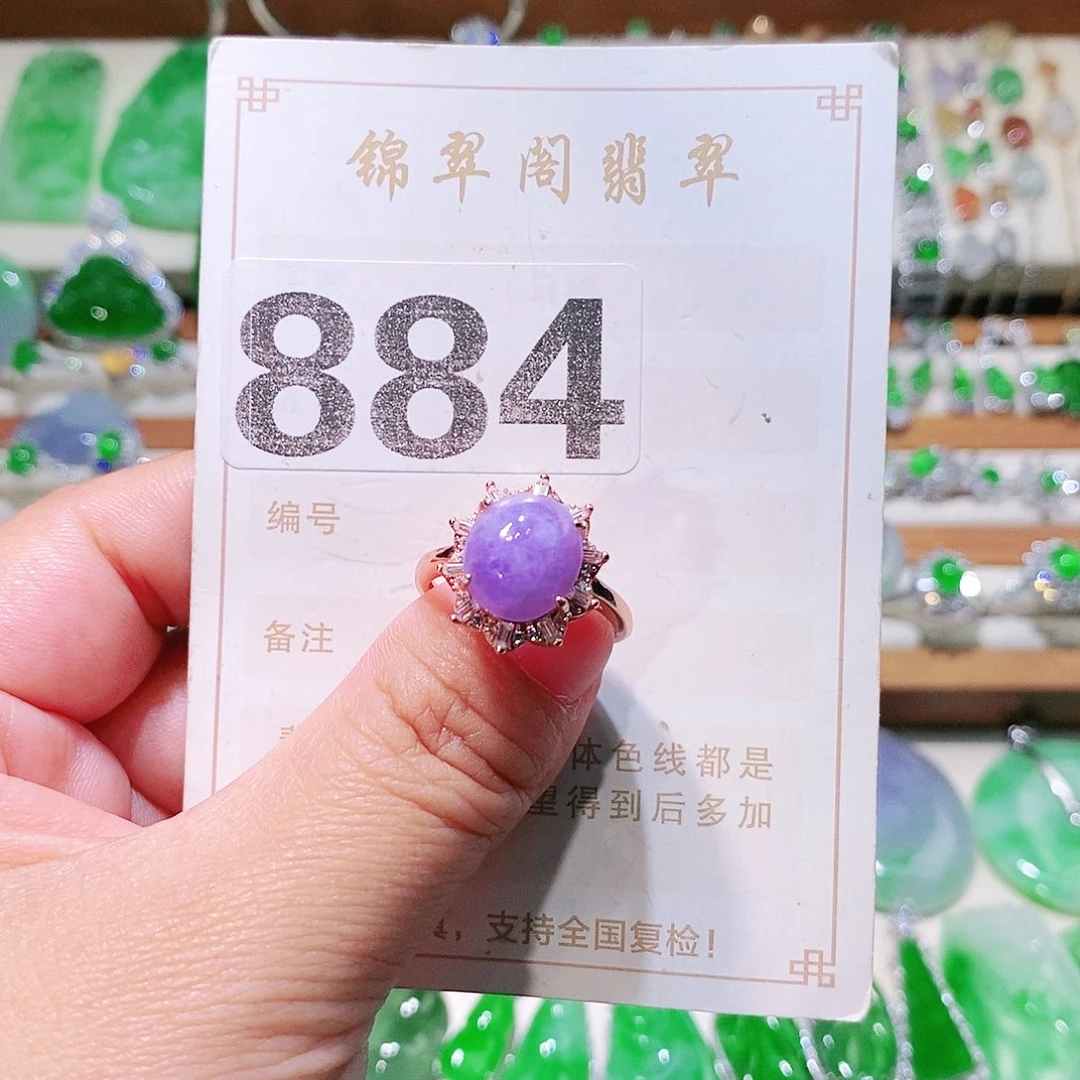 锦翠阁翡翠
884
编号
备注
体色线都是
望得到后多加
，支持全国复检！